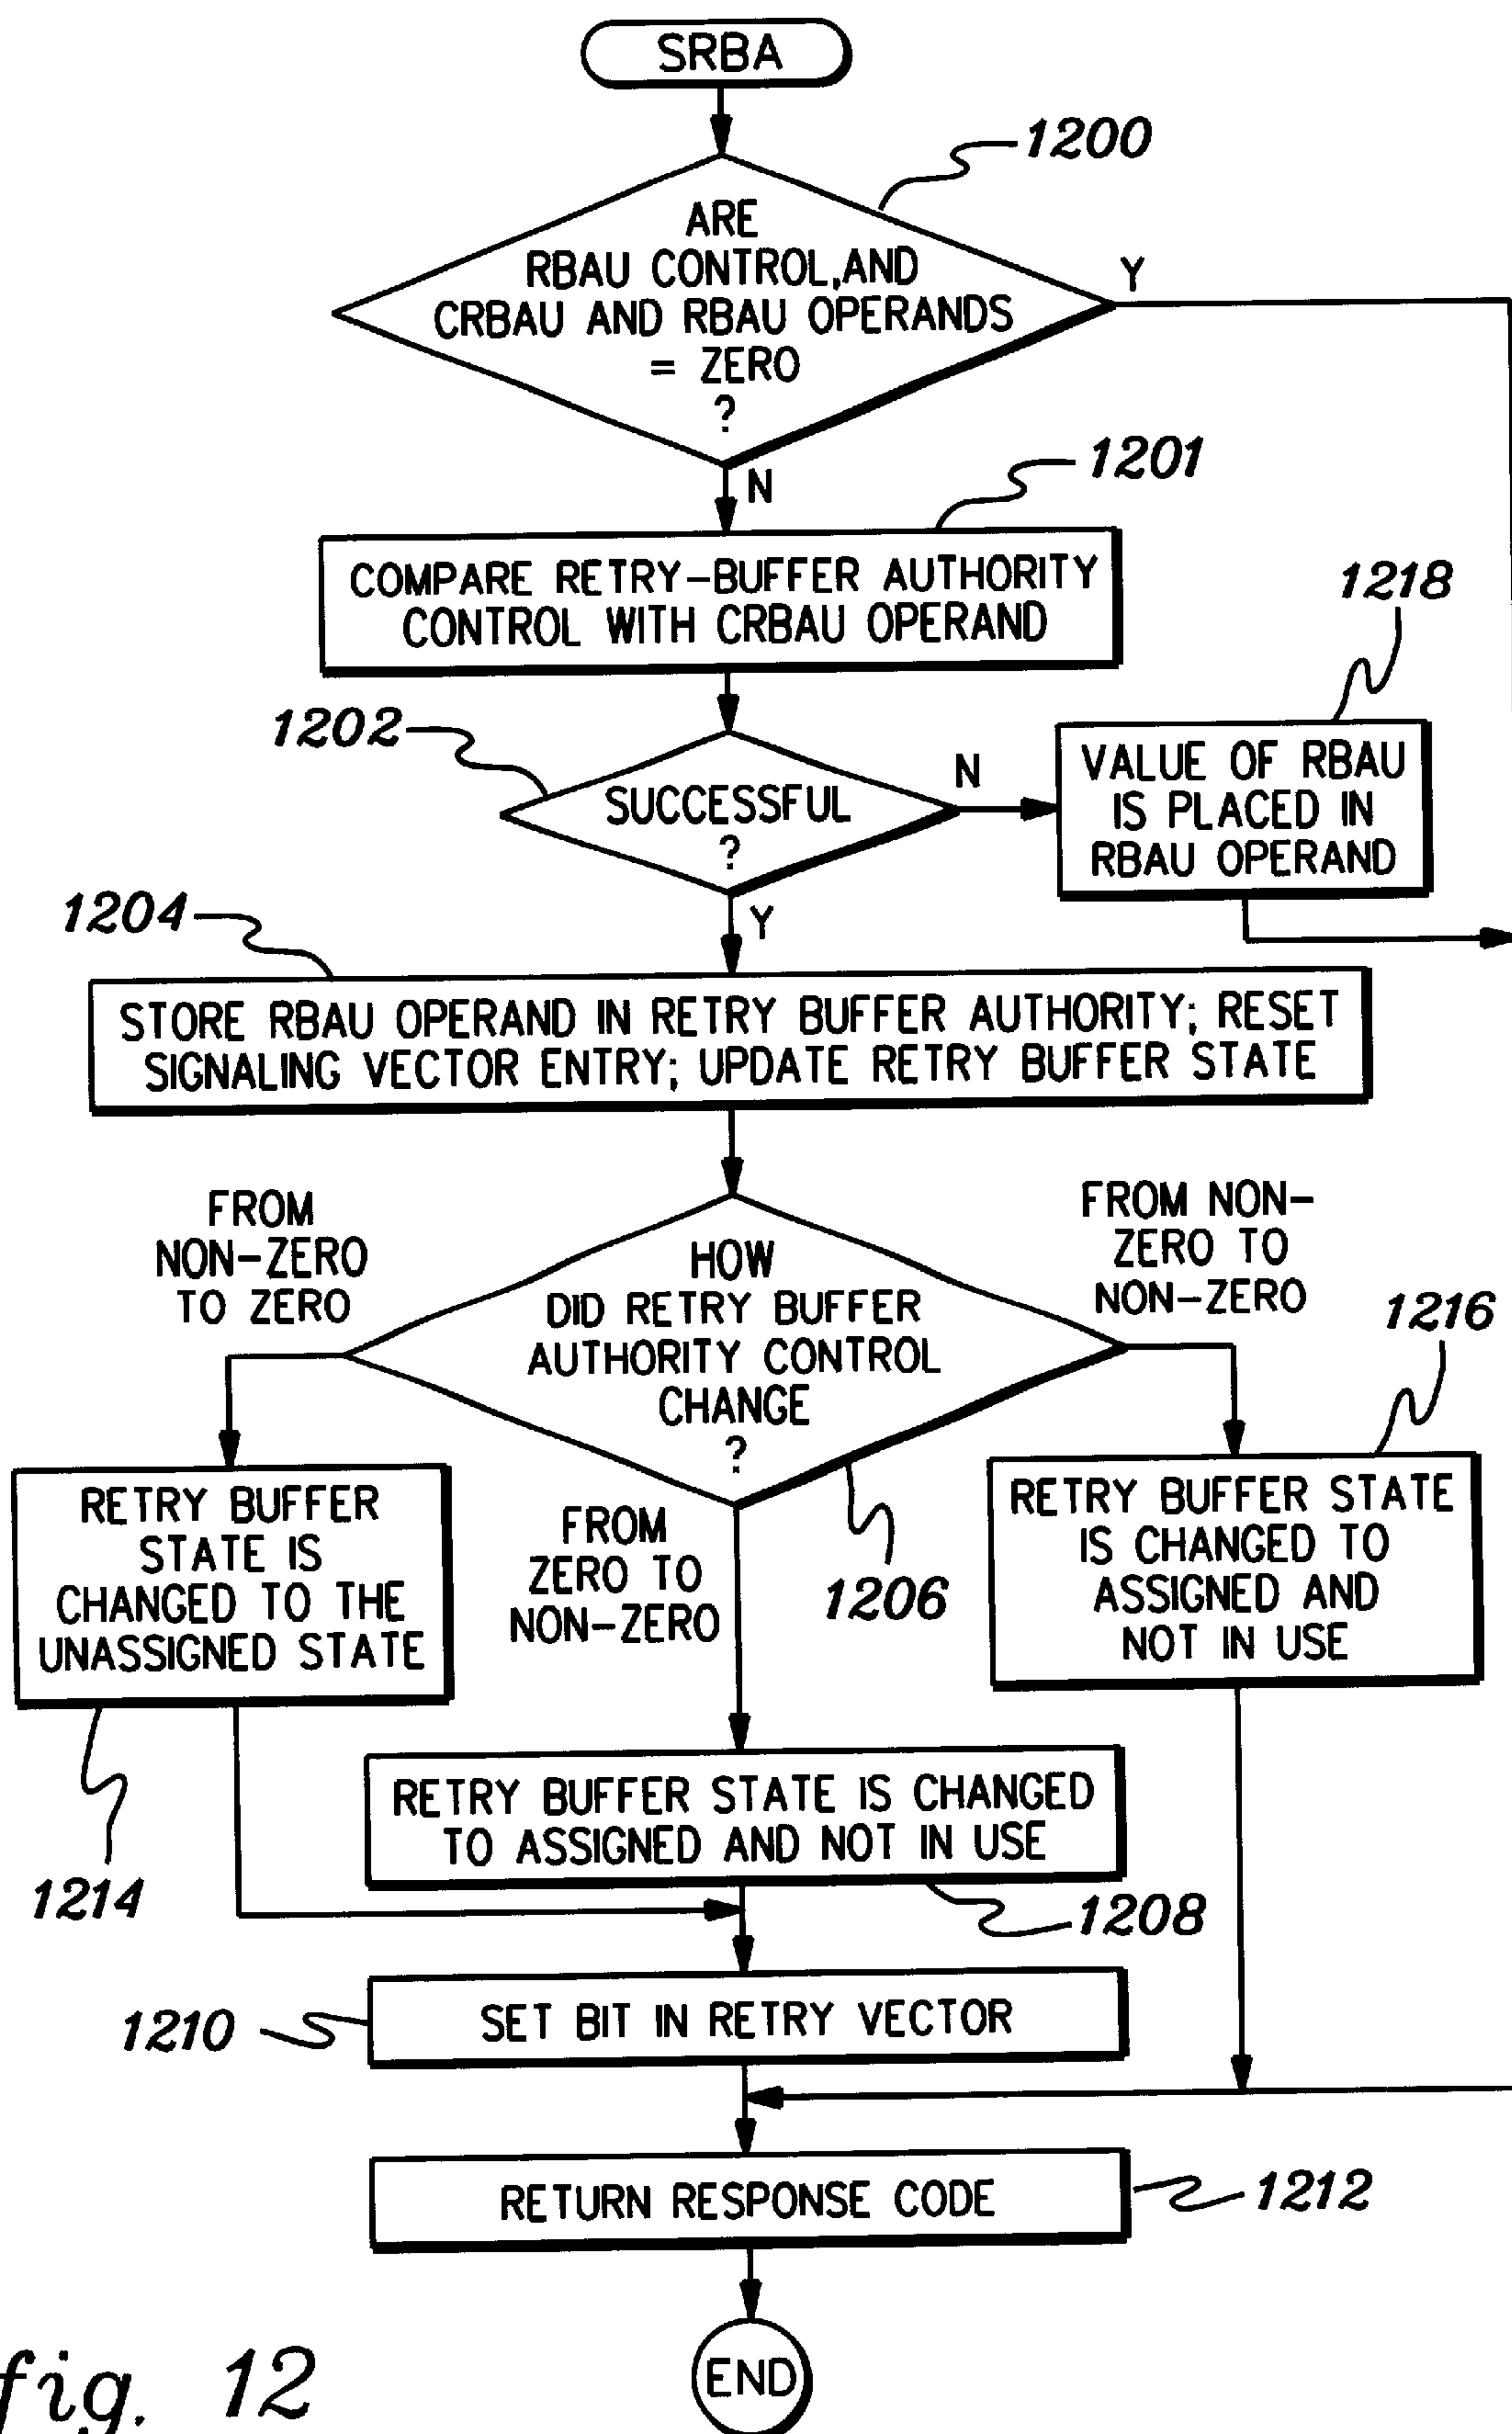 SRBA
1200
ARE
RBAU CONTROL,AND
CRBAU AND RBAU OPERANDS
= ZERO
?
Y
N
1201
COMPARE RETRY-BUFFER AUTHORITY
CONTROL WITH CRBAU OPERAND
1218
1202
SUCCESSFUL
?
N
VALUE OF RBAU
IS PLACED IN
RBAU OPERAND
Y
1204
STORE RBAU OPERAND IN RETRY BUFFER AUTHORITY; RESET
SIGNALING VECTOR ENTRY; UPDATE RETRY BUFFER STATE
FROM
NON-ZERO
TO ZERO
HOW
DID RETRY BUFFER
AUTHORITY CONTROL
CHANGE
?
FROM NON-
ZERO TO
NON-ZERO
1216
RETRY BUFFER
STATE IS
CHANGED TO THE
UNASSIGNED STATE
FROM
ZERO TO
NON-ZERO
1206
RETRY BUFFER STATE
IS CHANGED TO
ASSIGNED AND
NOT IN USE
RETRY BUFFER STATE IS CHANGED
TO ASSIGNED AND NOT IN USE
1214
1208
1210
SET BIT IN RETRY VECTOR
RETURN RESPONSE CODE
1212
END
fig. 12